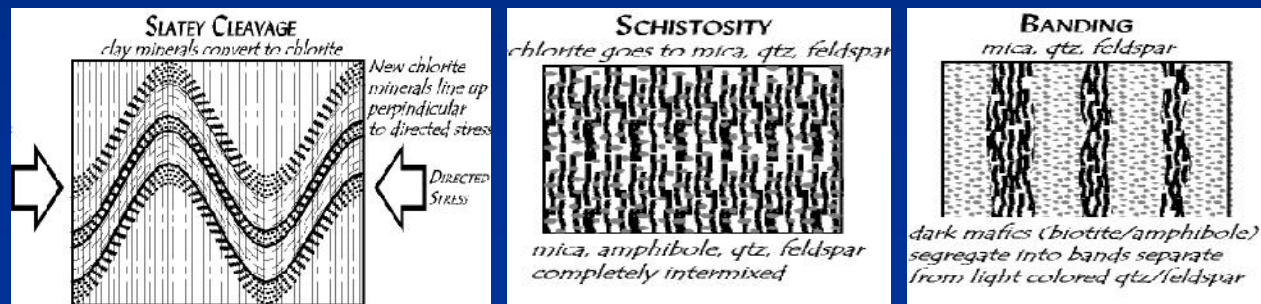 SLATEY CLEAVAGE
clay minerals convert to chlorite
New chlorite
minerals line up
perpindicular
to directed stress
DIRECTED
STRESS
SCHISTOSITY
chlorite goes to mica, qtz, feldspar
mica, amphibole, qtz, feldspar
completely intermixed
BANDING
mica, qtz, feldspar
dark mafics (biotite/amphibole)
segregate into bands separate
from light colored qtz/feldspar